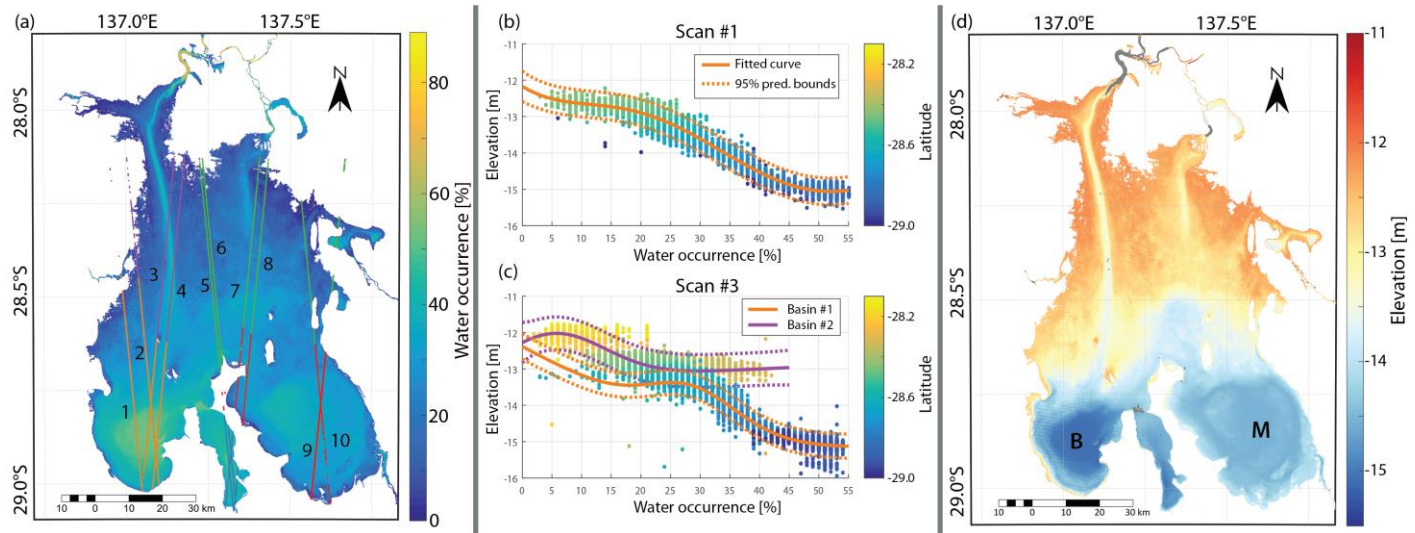 (a)
137.0°E 137.5°E
28.0°S
28.5°S
29.0°S
N
1
2
3
4
5
6
7
8
9
10
10 0 10 20 30 km
80
60
40
20
0
Water occurrence [%]
(b)
Scan #1
Elevation [m]
-11
-12
-13
-14
-15
-16
Fitted curve
95% pred. bounds
0 5 10 15 20 25 30 35 40 45 50 55
Water occurrence [%]
-28.2
-28.6
-29.0
Latitude
(c)
Scan #3
Elevation [m]
-11
-12
-13
-14
-15
-16
Basin #1
Basin #2
0 5 10 15 20 25 30 35 40 45 50 55
Water occurrence [%]
-28.2
-28.6
-29.0
Latitude
(d)
137.0°E 137.5°E
28.0°S
28.5°S
29.0°S
N
B
M
10 0 10 20 30 km
-11
-12
-13
-14
-15
Elevation [m]